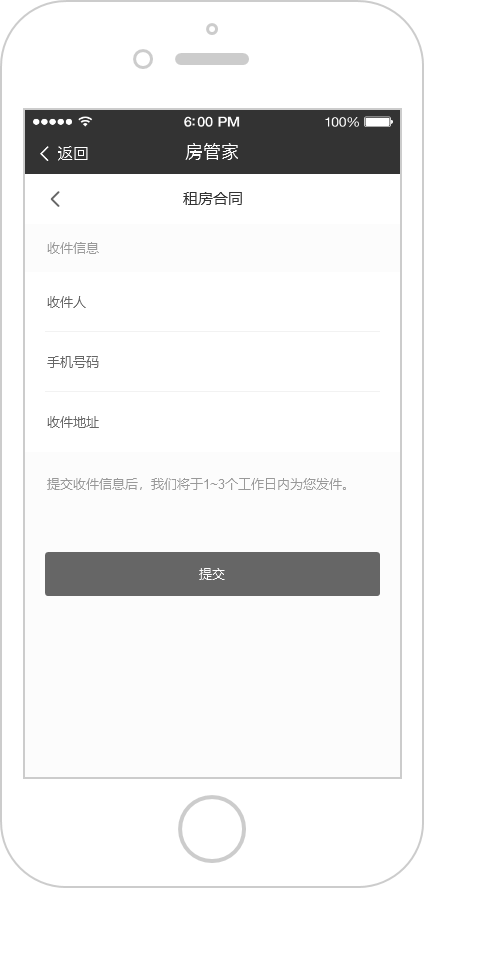 6:00 PM 100%
返回 房管家
租房合同
收件信息
收件人
手机号码
收件地址
提交收件信息后，我们将于1~3个工作日内为您发件。
提交